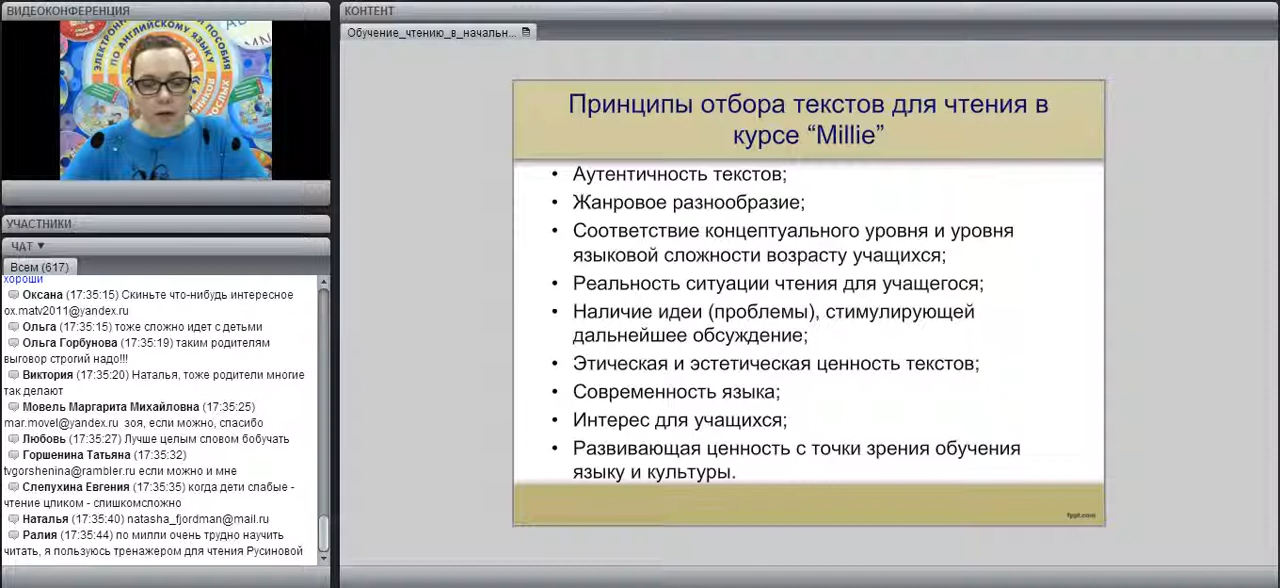 ВИДЕОКОНФЕРЕНЦИЯ
ЭЛЕКТРОННЫЕ ПОСОБИЯ
ПО АНГЛИЙСКОМУ ЯЗЫКУ
УЧАСТНИКИ
ЧАТ
Всем (617)
хороши
Оксана (17:35:15) Скиньте что-нибудь интересное
ox.matv2011@yandex.ru
Ольга (17:35:15) тоже сложно идет с детьми
Ольга Горбунова (17:35:19) таким родителям
выговор строгий надо!!!
Виктория (17:35:20) Наталья, тоже родители многие
так делают
Мовель Маргарита Михайловна (17:35:25)
mar.movel@yandex.ru зоя, если можно, спасибо
Любовь (17:35:27) Лучше целым словом бобучать
Горшенина Татьяна (17:35:32)
tvgorshenina@rambler.ru если можно и мне
Слепухина Евгения (17:35:35) когда дети слабые -
чтение цликом - слишкомсложно
Наталья (17:35:40) natasha_fjordman@mail.ru
Ралия (17:35:44) по милли очень трудно научить
читать, я пользуюсь тренажером для чтения Русиновой
КОНТЕНТ
Обучение_чтению_в_начальн...
Принципы отбора текстов для чтения в
курсе “Millie”
• Аутентичность текстов;
• Жанровое разнообразие;
• Соответствие концептуального уровня и уровня
языковой сложности возрасту учащихся;
• Реальность ситуации чтения для учащегося;
• Наличие идеи (проблемы), стимулирующей
дальнейшее обсуждение;
• Этическая и эстетическая ценность текстов;
• Современность языка;
• Интерес для учащихся;
• Развивающая ценность с точки зрения обучения
языку и культуры.
fppt.com